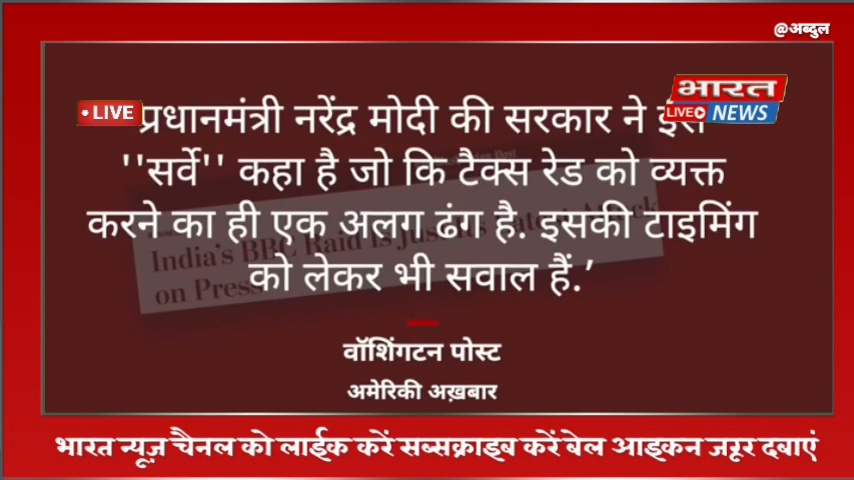 @अब्दुल
भारत
LIVE NEWS
• LIVE
प्रधानमंत्री नरेंद्र मोदी की सरकार ने इस
''सर्वे'' कहा है जो कि टैक्स रेड को व्यक्त
करने का ही एक अलग ढंग है. इसकी टाइमिंग
को लेकर भी सवाल हैं.’
India's BBC Raid Is Just
on Press
वॉशिंगटन पोस्ट
अमेरिकी अख़बार
भारत न्यूज़ चैनल को लाईक करें सब्सक्राइब करें बेल आइकन जरूर दबाएं